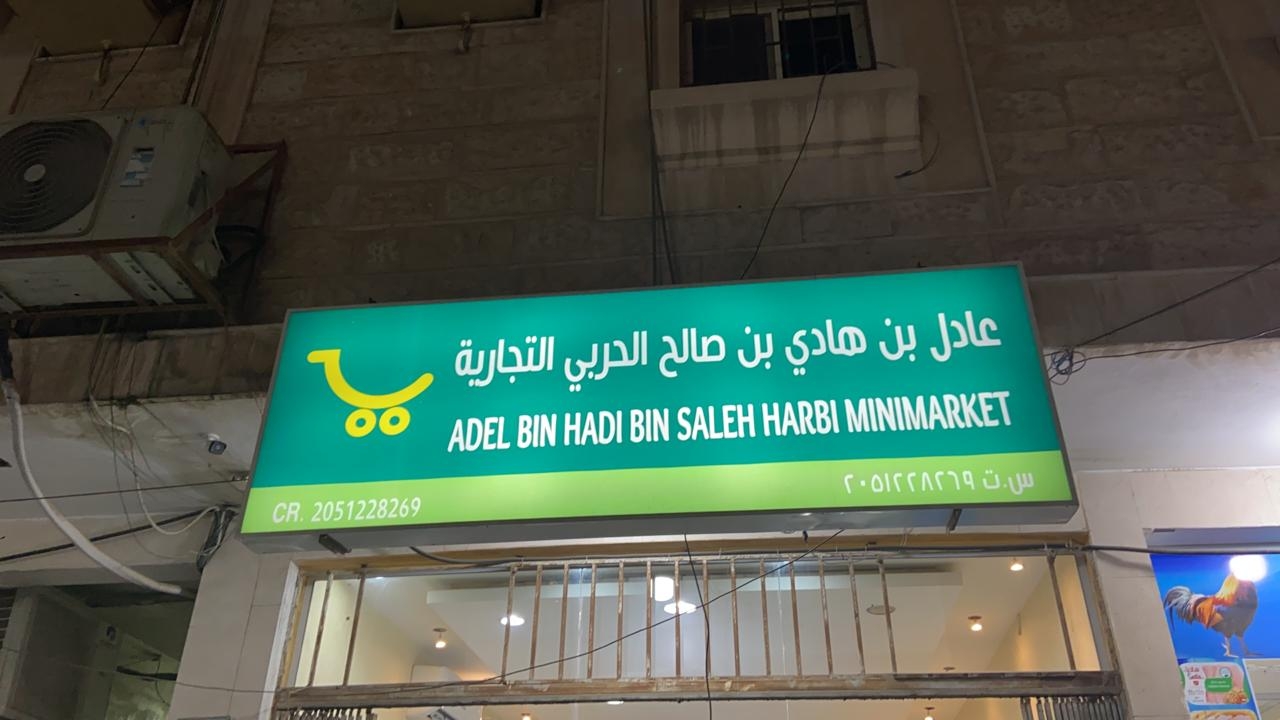 عادل بن هادي بن صالح الحربي التجارية
ADEL BIN HADI BIN SALEH HARBI MINIMARKET
CR. 2051228269
س.ت ٢٠٥١٢٢٨٢٦٩